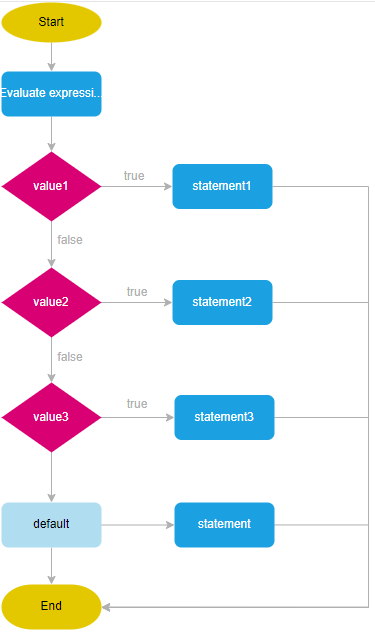 Start
Evaluate expressi...
value1
true
statement1
false
value2
true
statement2
false
value3
true
statement3
default
statement
End